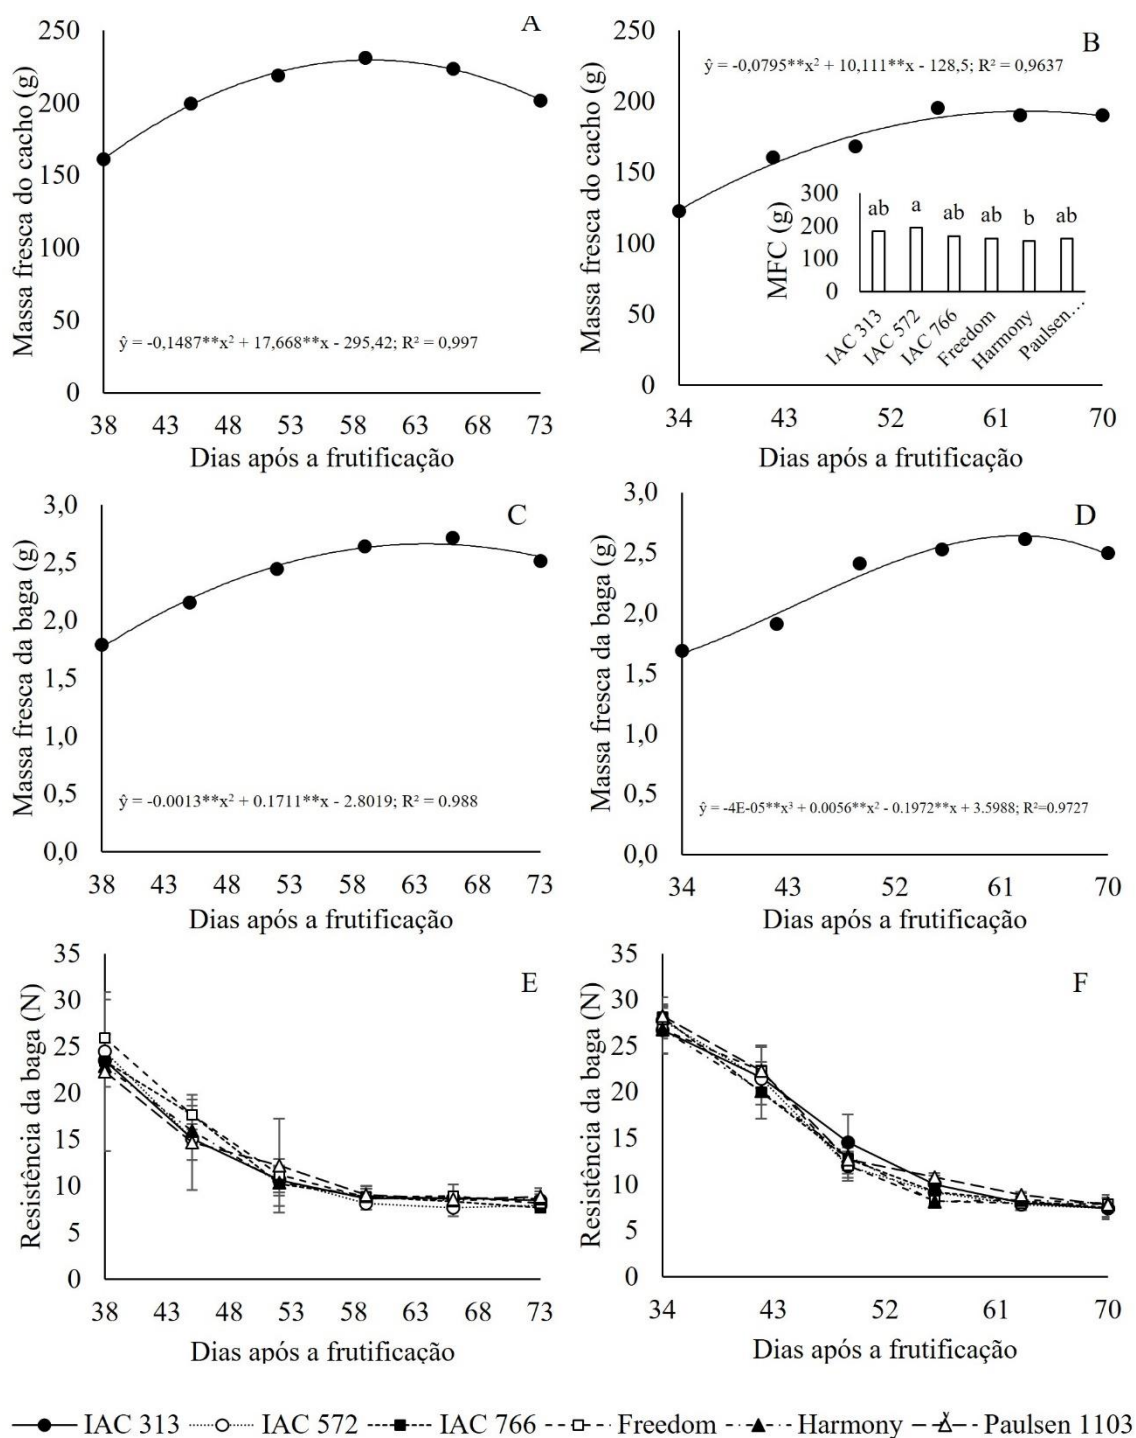 A
Massa fresca do cacho (g)
250
200
150
100
50
0
ŷ = -0,1487**x² + 17,668**x - 295,42; R² = 0,997
38 43 48 53 58 63 68 73
Dias após a frutificação
B
Massa fresca do cacho (g)
250
200
150
100
50
0
ŷ = -0,0795**x² + 10,111**x - 128,5; R² = 0,9637
MFC (g)
300
200
100
0
ab a ab ab b ab
IAC 313
IAC 572
IAC 766
Freedom
Harmony
Paulsen…
34 43 52 61 70
Dias após a frutificação
C
Massa fresca da baga (g)
3,0
2,5
2,0
1,5
1,0
0,5
0,0
ŷ = -0.0013**x² + 0.1711**x - 2.8019; R² = 0.988
38 43 48 53 58 63 68 73
Dias após a frutificação
D
Massa fresca da baga (g)
3,0
2,5
2,0
1,5
1,0
0,5
0,0
ŷ = -4E-05**x³ + 0.0056**x² - 0.1972**x + 3.5988; R²=0.9727
34 43 52 61 70
Dias após a frutificação
E
Resistência da baga (N)
35
30
25
20
15
10
5
0
38 43 48 53 58 63 68 73
Dias após a frutificação
F
Resistência da baga (N)
35
30
25
20
15
10
5
0
34 43 52 61 70
Dias após a frutificação
IAC 313 IAC 572 IAC 766 Freedom Harmony Paulsen 1103